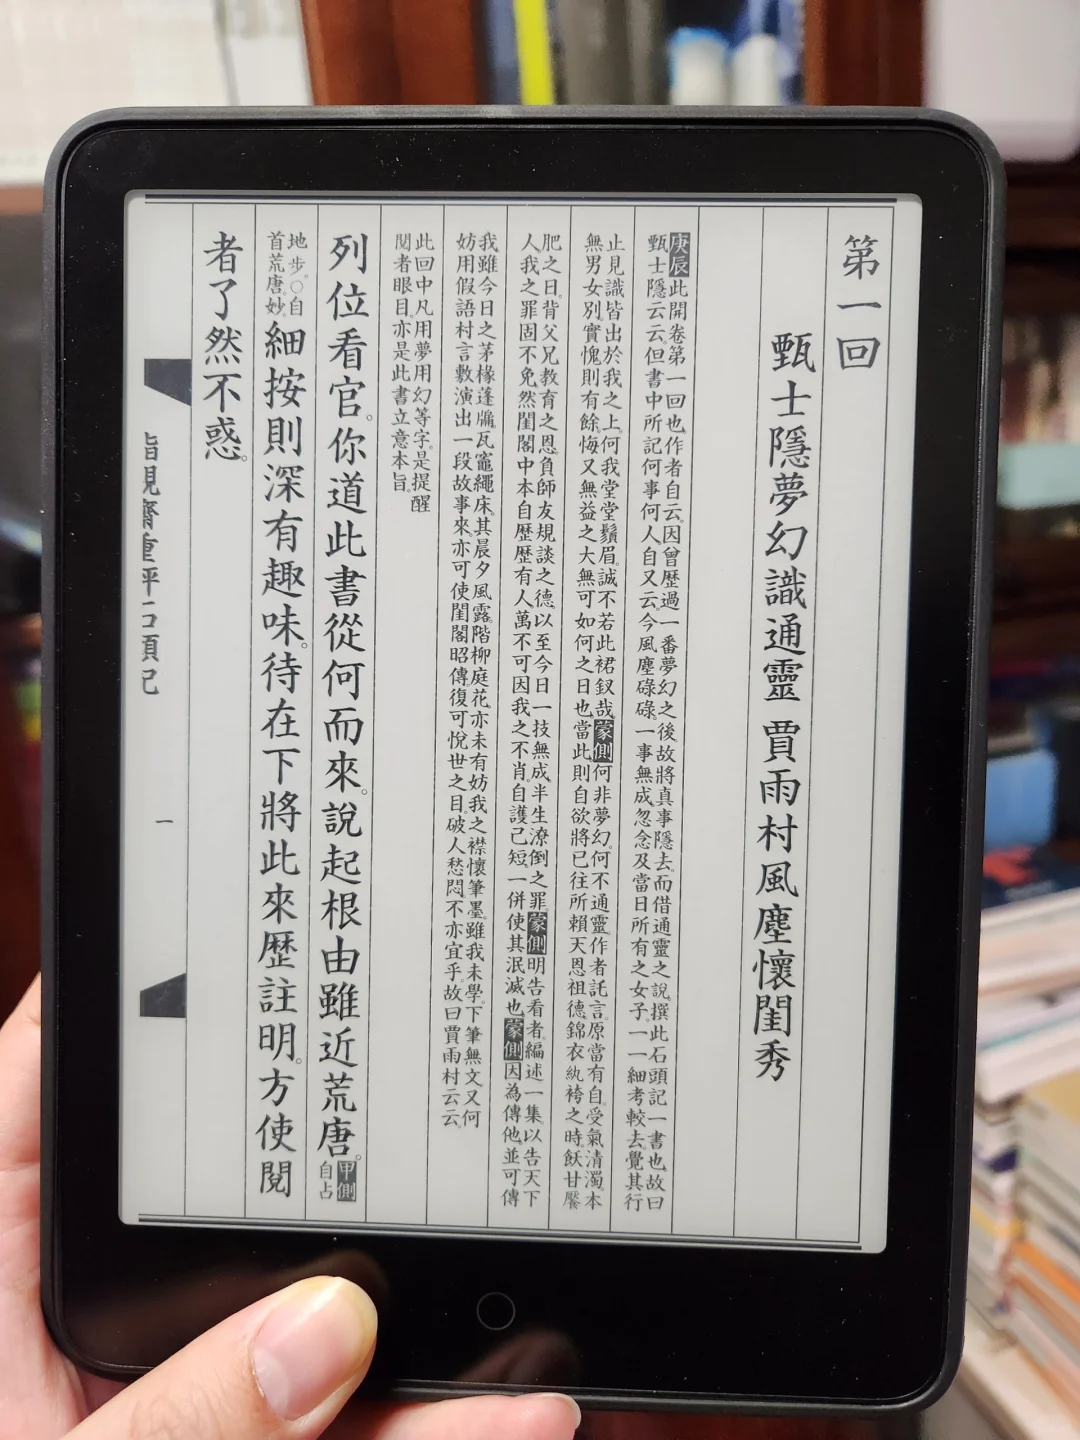 第一回
甄士隱夢幻識通靈 賈雨村風塵懷閨秀
庚辰此開卷第一回也。作者自云。因曾歷過一番夢幻之後。故將真事隱去。而借通靈之說。撰此石頭記一書也。故曰
甄士隱云云。但書中所記何事何人。自又云。今風塵碌碌。一事無成。忽念及當日所有之女子。一一細考較去。覺其行
止見識皆出於我之上。何我堂堂鬚眉。誠不若此裙釵哉。蒙側何非夢幻。何不通靈。作者託言。原當有自。受氣清濁。本
無男女別。實愧則有餘。悔又無益之大無可如何之日也。當此則自欲將已往所賴天恩祖德。錦衣紈袴之時。飫甘饜
肥之日。背父兄教育之恩。負師友規談之德。以至今日一技無成。半生潦倒之罪。蒙側明告看者。編述一集。以告天下
人。我之罪固不免。然閨閣中本自歷歷有人。萬不可因我之不肖。自護己短。一併使其泯滅也。蒙側因為傳他。並可傳
我雖今日之茅椽蓬牖。瓦竈繩床。其晨夕風露。階柳庭花。亦未有妨我之襟懷筆墨。雖我未學。下筆無文。又何
妨用假語村言。敷演出一段故事來。亦可使閨閣昭傳。復可悅世之目。破人愁悶。不亦宜乎。故曰賈雨村云云。
此回中凡用夢用幻等字。是提醒
閱者眼目。亦是此書立意本旨。
列位看官。你道此書從何而來。說起根由雖近荒唐。甲側自占
地步。○自首荒唐。妙。細按則深有趣味。待在下將此來歷註明。方使閱
者了然不惑。
脂硯齋重評石頭記 一